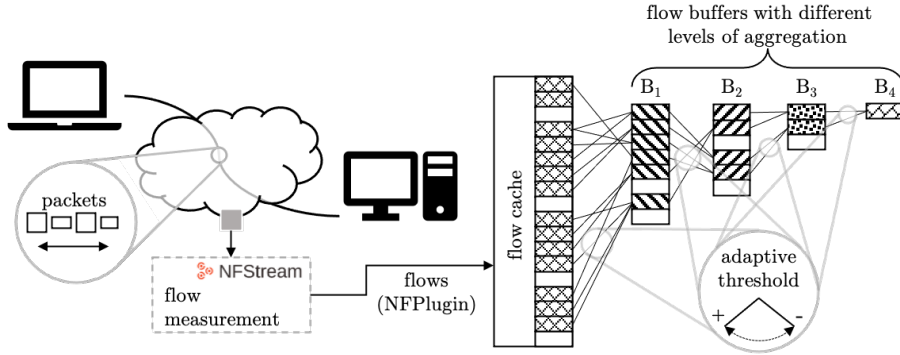 flow buffers with different
levels of aggregation
B1
B2
B3
B4
packets
flow cache
NFStream
flow
measurement
flows
(NFPlugin)
adaptive
threshold
+
-